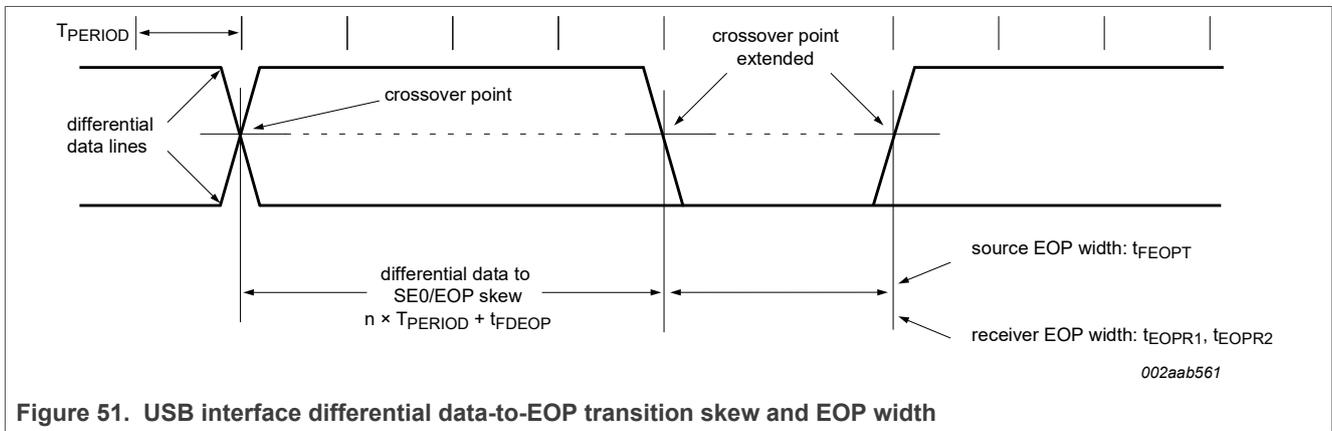 TPERIOD
crossover point
extended
crossover point
differential
data lines
source EOP width: tFEOPT
differential data to
SE0/EOP skew
n × TPERIOD + tFDEOP
receiver EOP width: tEOPR1, tEOPR2
002aab561
Figure 51. USB interface differential data-to-EOP transition skew and EOP width